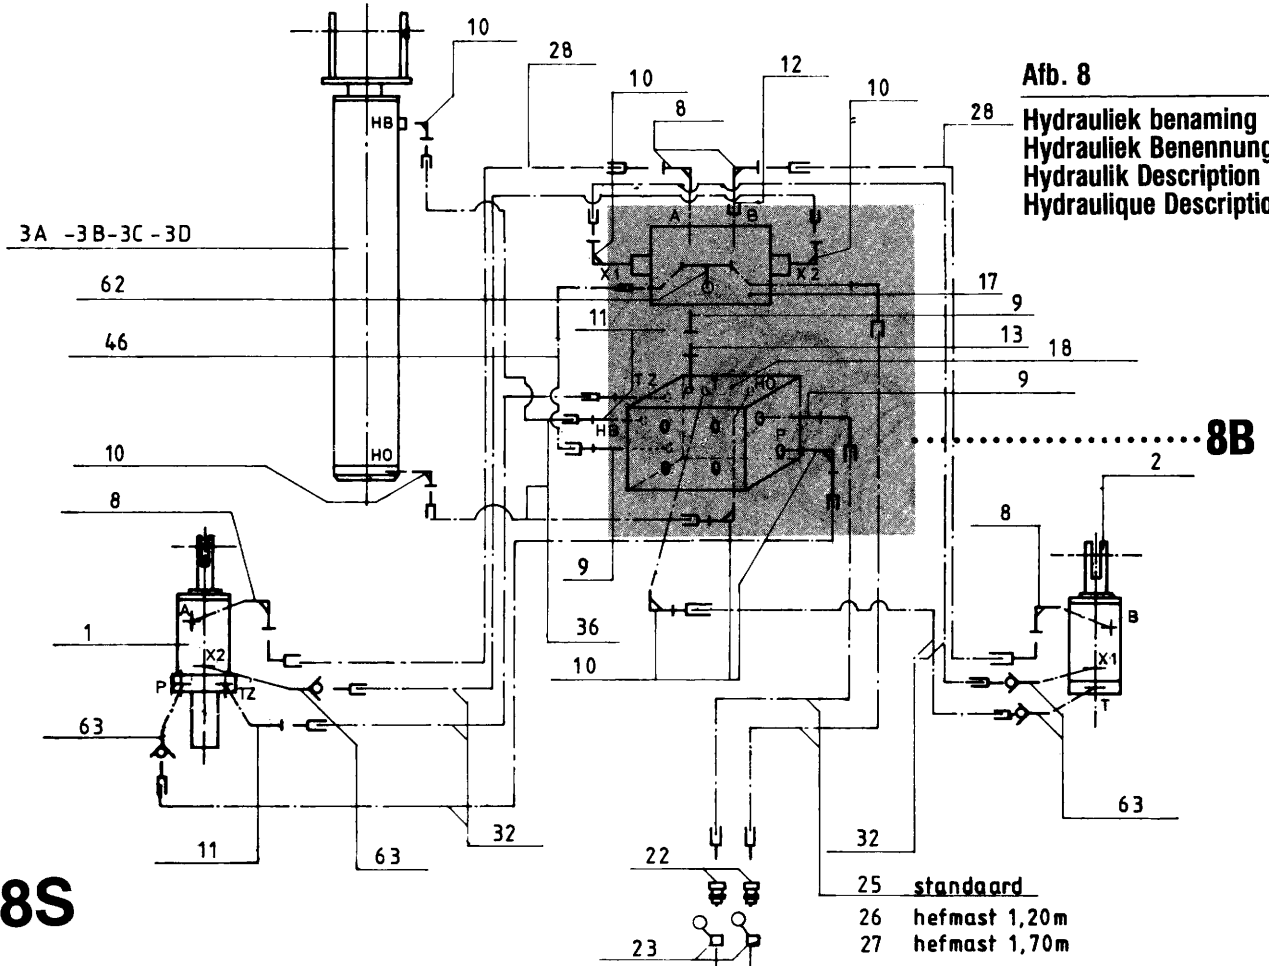 10
28
10
12
10
Afb. 8
8
28
Hydrauliek benaming
Hydrauliek Benennung
Hydraulik Description
Hydraulique Descriptio
HB
A
B
3A -3B-3C-3D
X1
X2
62
17
11
9
46
13
18
TZ
P
T
HO
9
HB
P
8B
HO
10
2
8
8
9
A
B
1
36
X2
X1
10
P
TZ
T
63
63
32
32
11
63
22
8S
25 standaard
26 hefmast 1,20m
23
27 hefmast 1,70m